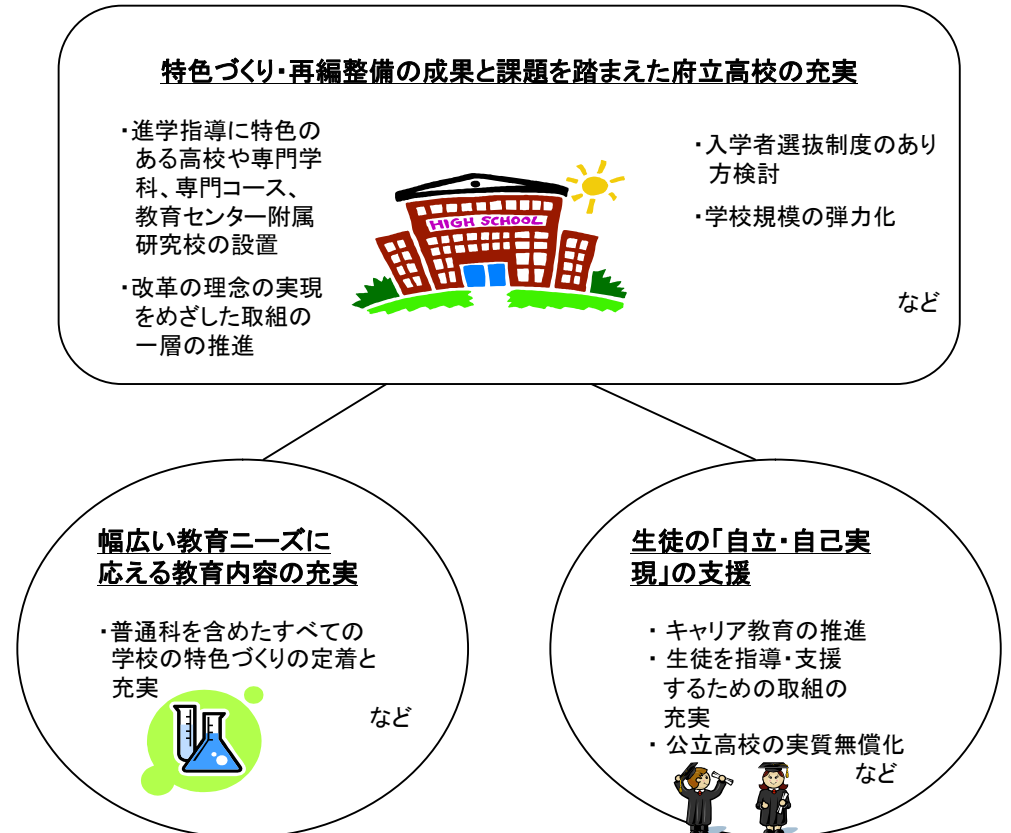 特色づくり・再編整備の成果と課題を踏まえた府立高校の充実
・進学指導に特色の
ある高校や専門学
科、専門コース、
教育センター附属
研究校の設置
・改革の理念の実現
をめざした取組の
一層の推進
HIGH SCHOOL
・入学者選抜制度のあり
方検討
・学校規模の弾力化
など
幅広い教育ニーズに
応える教育内容の充実
・普通科を含めたすべての
学校の特色づくりの定着と
充実
など
生徒の「自立・自己実
現」の支援
・ キャリア教育の推進
・ 生徒を指導・支援
するための取組の
充実
・ 公立高校の実質無償化
など